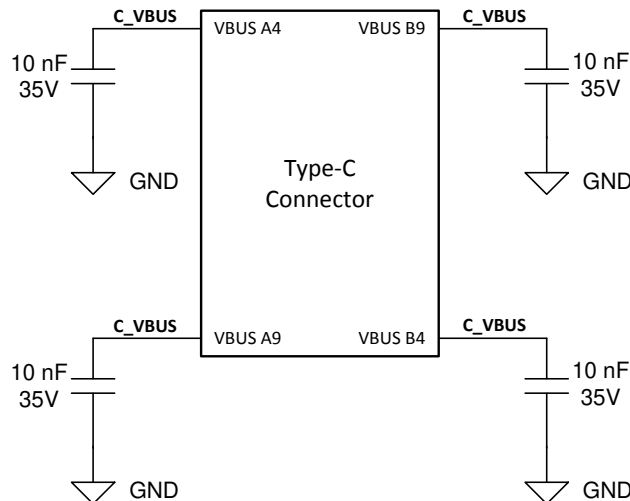 C_VBUS C_VBUS
VBUS A4 VBUS B9
10 nF 10 nF
35V 35V
Type-C
Connector
GND GND
C_VBUS C_VBUS
VBUS A9 VBUS B4
10 nF 10 nF
35V 35V
GND GND